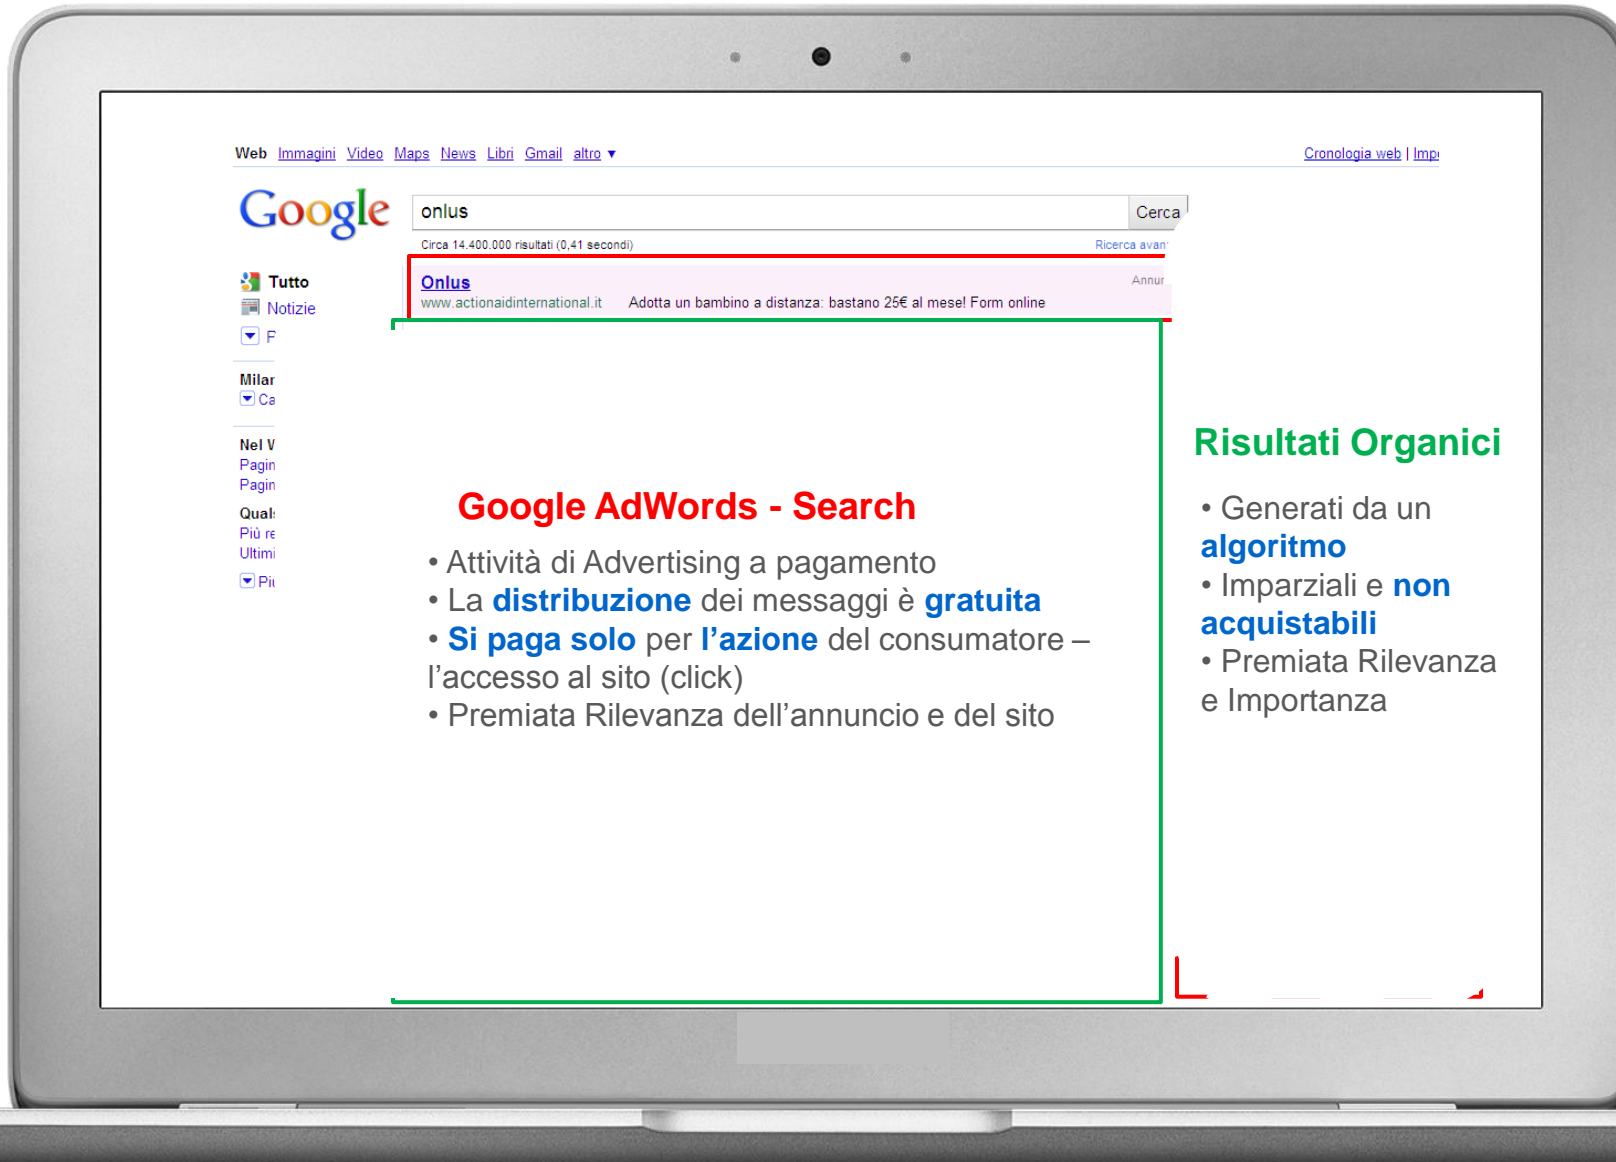 Web Immagini Video Maps News Libri Gmail altro ▼ Cronologia web |
Google
onlus Cerca
Circa 14.400.000 risultati (0,41 secondi) Ricerca
Tutto
Notizie
Onlus
www.actionaidinternational.it Adotta un bambino a distanza: bastano 25€ al mese! Form online
Nel
Più
Google AdWords - Search
• Attività di Advertising a pagamento
• La distribuzione dei messaggi è gratuita
• Si paga solo per l’azione del consumatore –
l’accesso al sito (click)
• Premiata Rilevanza dell’annuncio e del sito
Risultati Organici
• Generati da un
algoritmo
• Imparziali e non
acquistabili
• Premiata Rilevanza
e Importanza